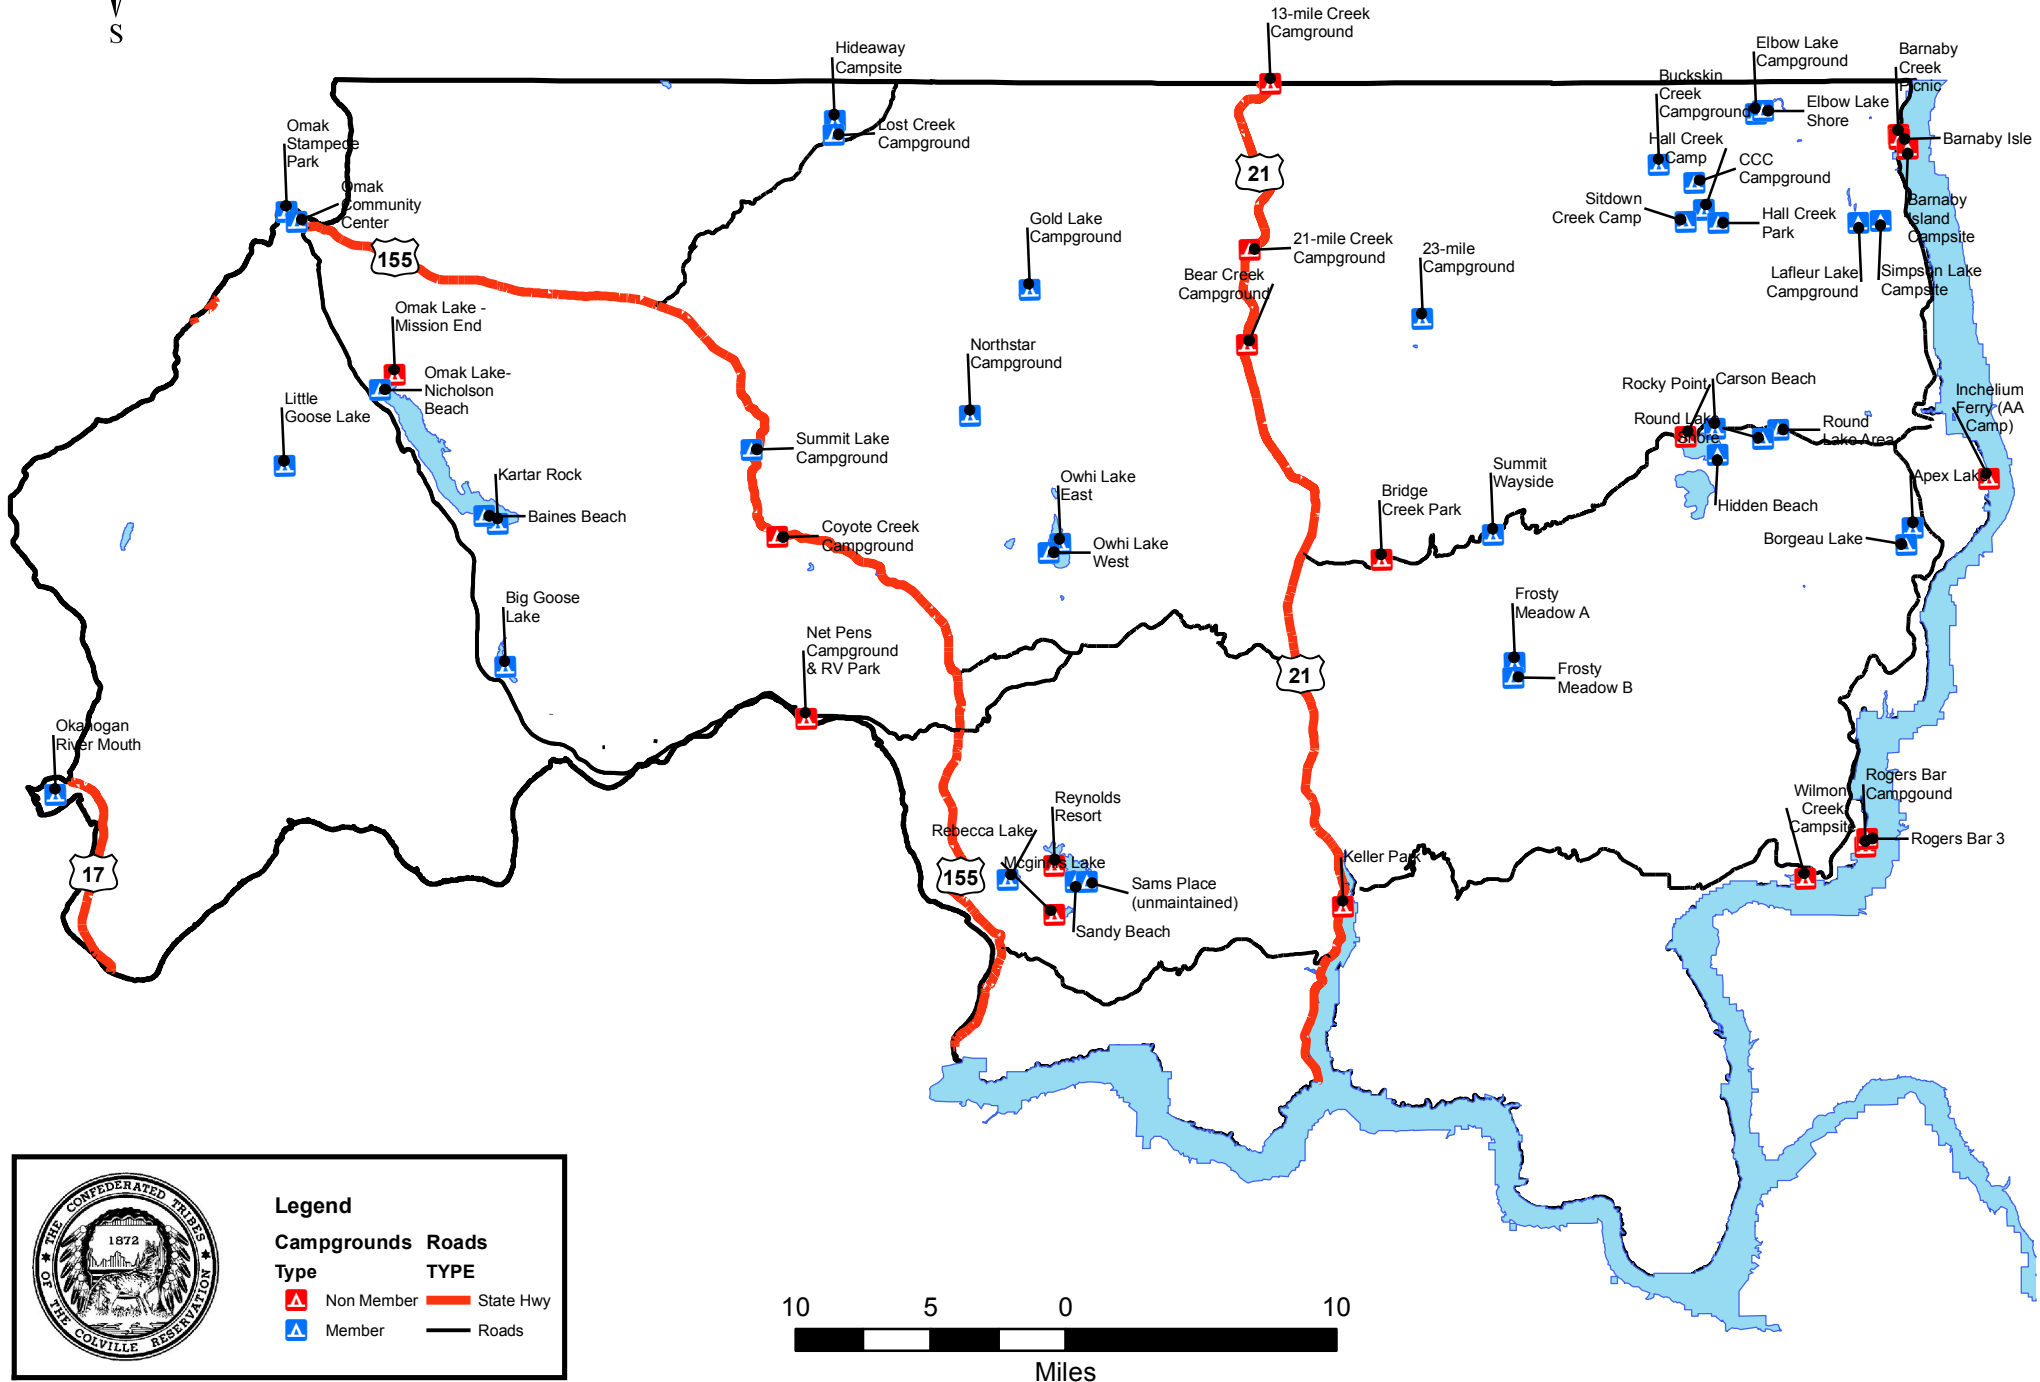 S
13-mile Creek
Camground
Hideaway
Campsite
Elbow Lake
Campground
Barnaby
Creek
Picnic
Buckskin
Creek
Campground
Elbow Lake
Shore
Omak
Stampede
Park
Lost Creek
Campground
Barnaby Isle
Hall Creek
Camp
CCC
Campground
21
Omak
Community
Center
Sitdown
Creek Camp
Hall Creek
Park
Barnaby
Island
Campsite
Gold Lake
Campground
155
21-mile Creek
Campground
23-mile
Campground
Bear Creek
Campground
Lafleur Lake
Campground
Simpson Lake
Campsite
Omak Lake -
Mission End
Northstar
Campground
Omak Lake-
Nicholson
Beach
Little
Goose Lake
Rocky Point
Carson Beach
Inchelium
Ferry (AA
Camp)
Round Lake
Shore
Round
Lake Area
Summit Lake
Campground
Kartar Rock
Owhi Lake
East
Summit
Wayside
Apex Lake
Bridge
Creek Park
Hidden Beach
Baines Beach
Coyote Creek
Campground
Owhi Lake
West
Borgeau Lake
Big Goose
Lake
Frosty
Meadow A
Net Pens
Campground
& RV Park
21
Frosty
Meadow B
Okanogan
River Mouth
Rogers Bar
Campgound
Wilmont
Creek
Campsite
Reynolds
Resort
Rebecca Lake
Rogers Bar 3
Mcginnis Lake
Keller Park
17
155
Sams Place
(unmaintained)
Sandy Beach
THE CONFEDERATED TRIBES
OF THE COLVILLE RESERVATION
1872
Legend
Campgrounds Roads
Type TYPE
Non Member State Hwy
Member Roads
10 5 0 10
Miles